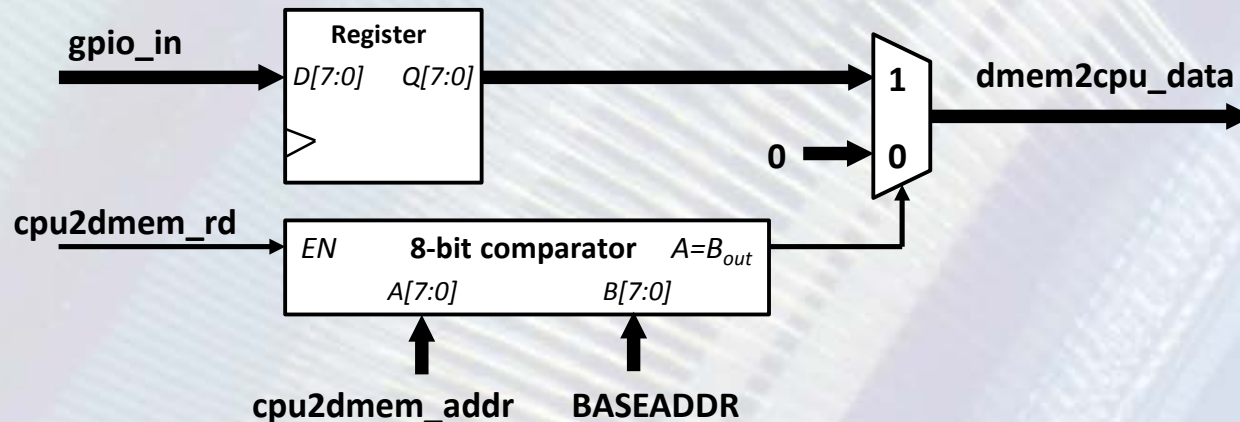 gpio_in
Register
D[7:0] Q[7:0]
1
dmem2cpu_data
0
0
cpu2dmem_rd
EN 8-bit comparator A=Bout
A[7:0] B[7:0]
cpu2dmem_addr BASEADDR